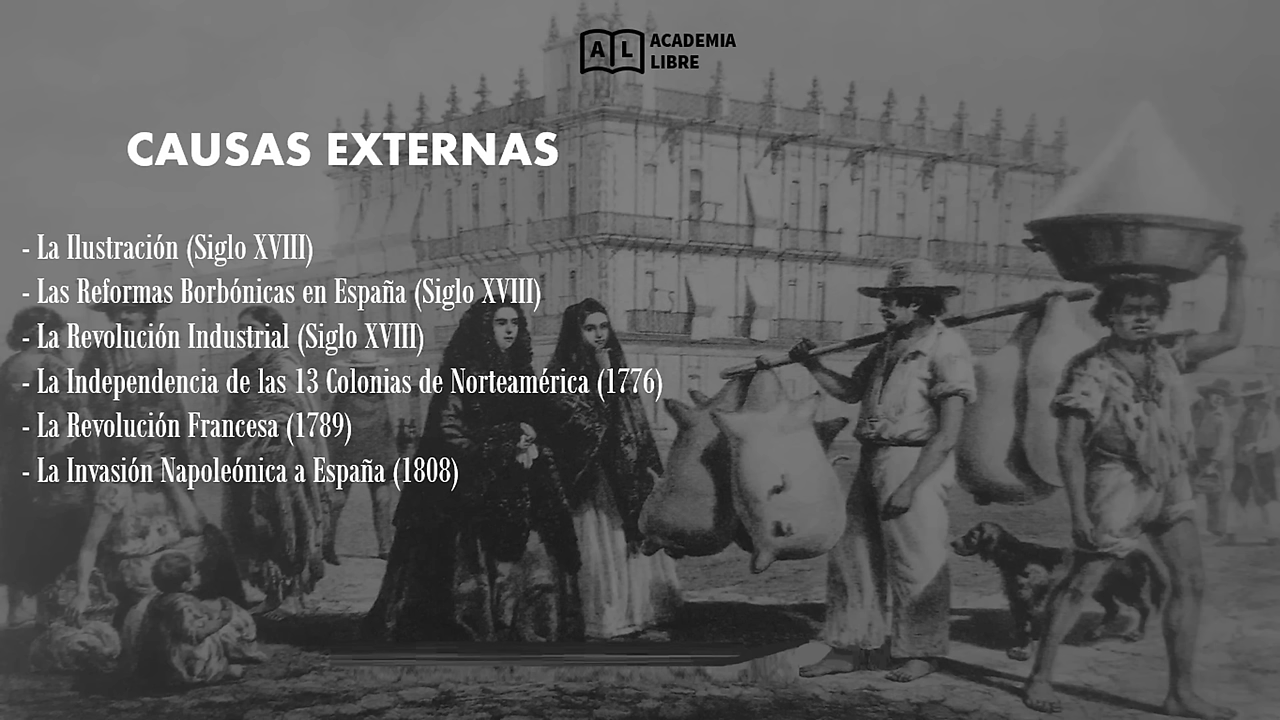 AL ACADEMIA
LIBRE
CAUSAS EXTERNAS
- La Ilustración (Siglo XVIII)
- Las Reformas Borbónicas en España (Siglo XVIII)
- La Revolución Industrial (Siglo XVIII)
- La Independencia de las 13 Colonias de Norteamérica (1776)
- La Revolución Francesa (1789)
- La Invasión Napoleónica a España (1808)